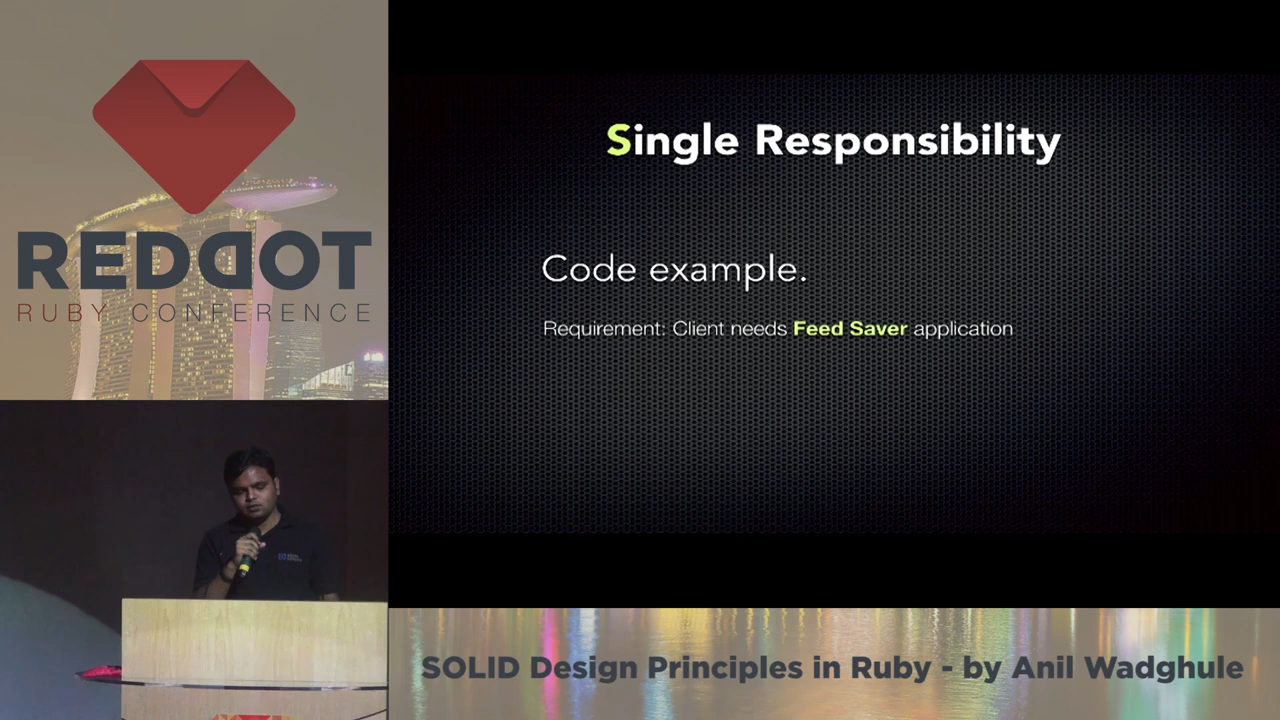 REDDOT
RUBY CONFERENCE
Single Responsibility
Code example.
Requirement: Client needs Feed Saver application
SOLID Design Principles in Ruby - by Anil Wadghule